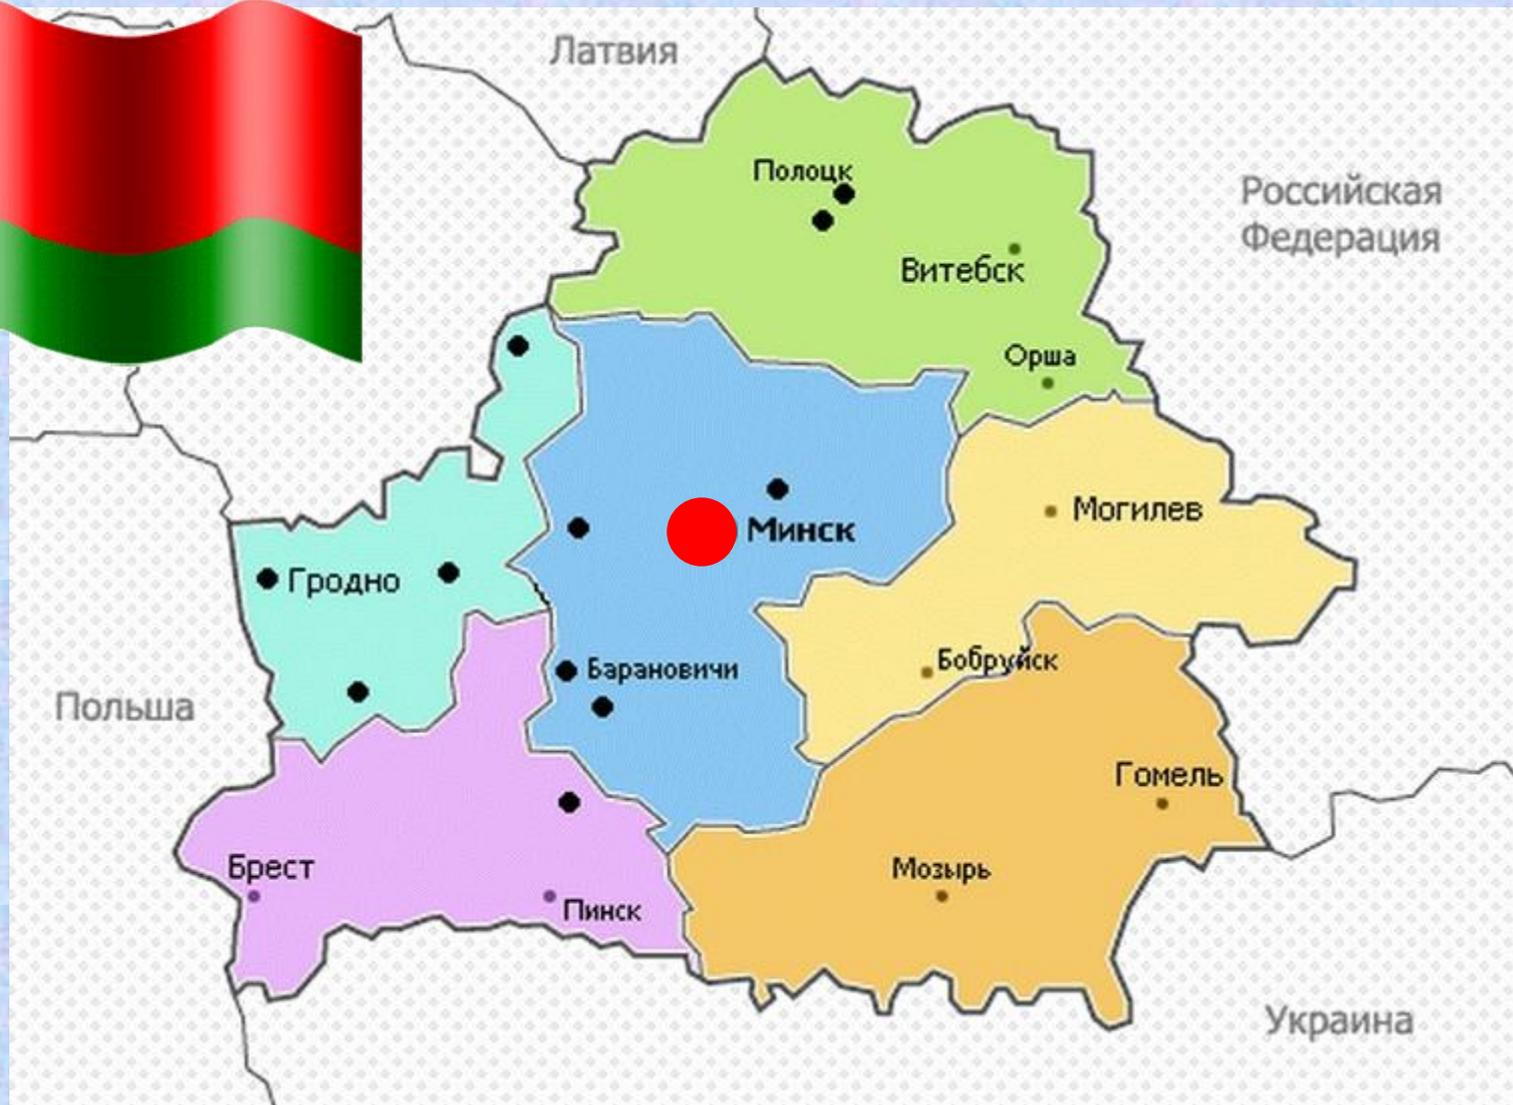 Латвия
Полоцк
Российская
Федерация
Витебск
Орша
Могилев
Минск
Гродно
Барановичи
Бобруйск
Польша
Гомель
Брест
Мозырь
Пинск
Украина